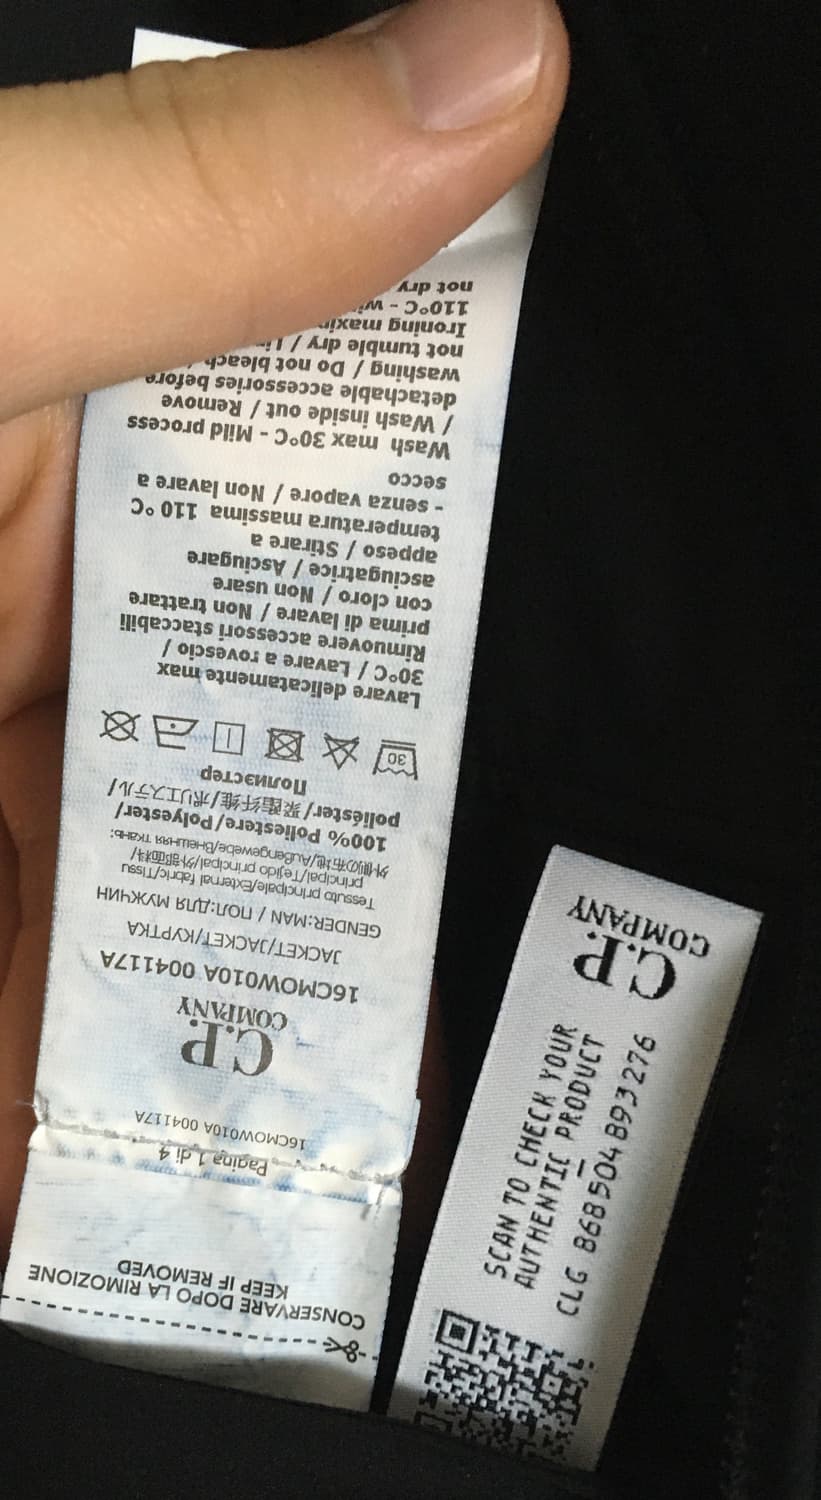 CONSERVARE DOPO LA RIMOZIONE
KEEP IF REMOVED
Pagina 1 di 4
16CMOW010A 004117A
C.P.
COMPANY
16CMOW010A 004117A
JACKET/JACKET/КУРТКА
GENDER:MAN / ПОЛ:ДЛЯ МУЖЧИН
Tessuto principale/External fabric/Tissu
principal/Tejido principal/外部面料/
外側の布地/Außengewebe/Внешняя ткань:
100% Poliestere/Polyester/
poliéster/聚酯纤维/ポリエステル/
Полиэстер
30
Lavare delicatamente max
30°C / Lavare a rovescio /
Rimuovere accessori staccabili
prima di lavare / Non trattare
con cloro / Non usare
asciugatrice / Asciugare
appeso / Stirare a
temperatura massima 110 °C
- senza vapore / Non lavare a
secco
Wash max 30°C - Mild process
/ Wash inside out / Remove
detachable accessories before
washing / Do not bleach
not tumble dry /
Ironing
110°C -
not dry
C.P.
COMPANY
SCAN TO CHECK YOUR
AUTHENTIC PRODUCT
CLG 868504893276